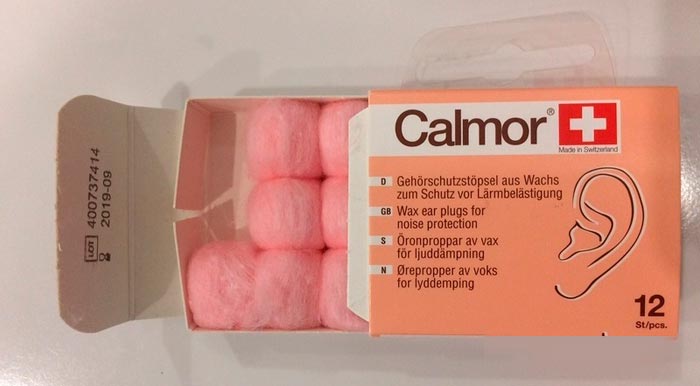 LOT 400737414
2019-09
Calmor®
Made in Switzerland
D Gehörschutzstöpsel aus Wachs
zum Schutz vor Lärmbelästigung
GB Wax ear plugs for
noise protection
S Öronproppar av vax
för ljuddämpning
N Ørepropper av voks
for lyddemping
12
St/pcs.